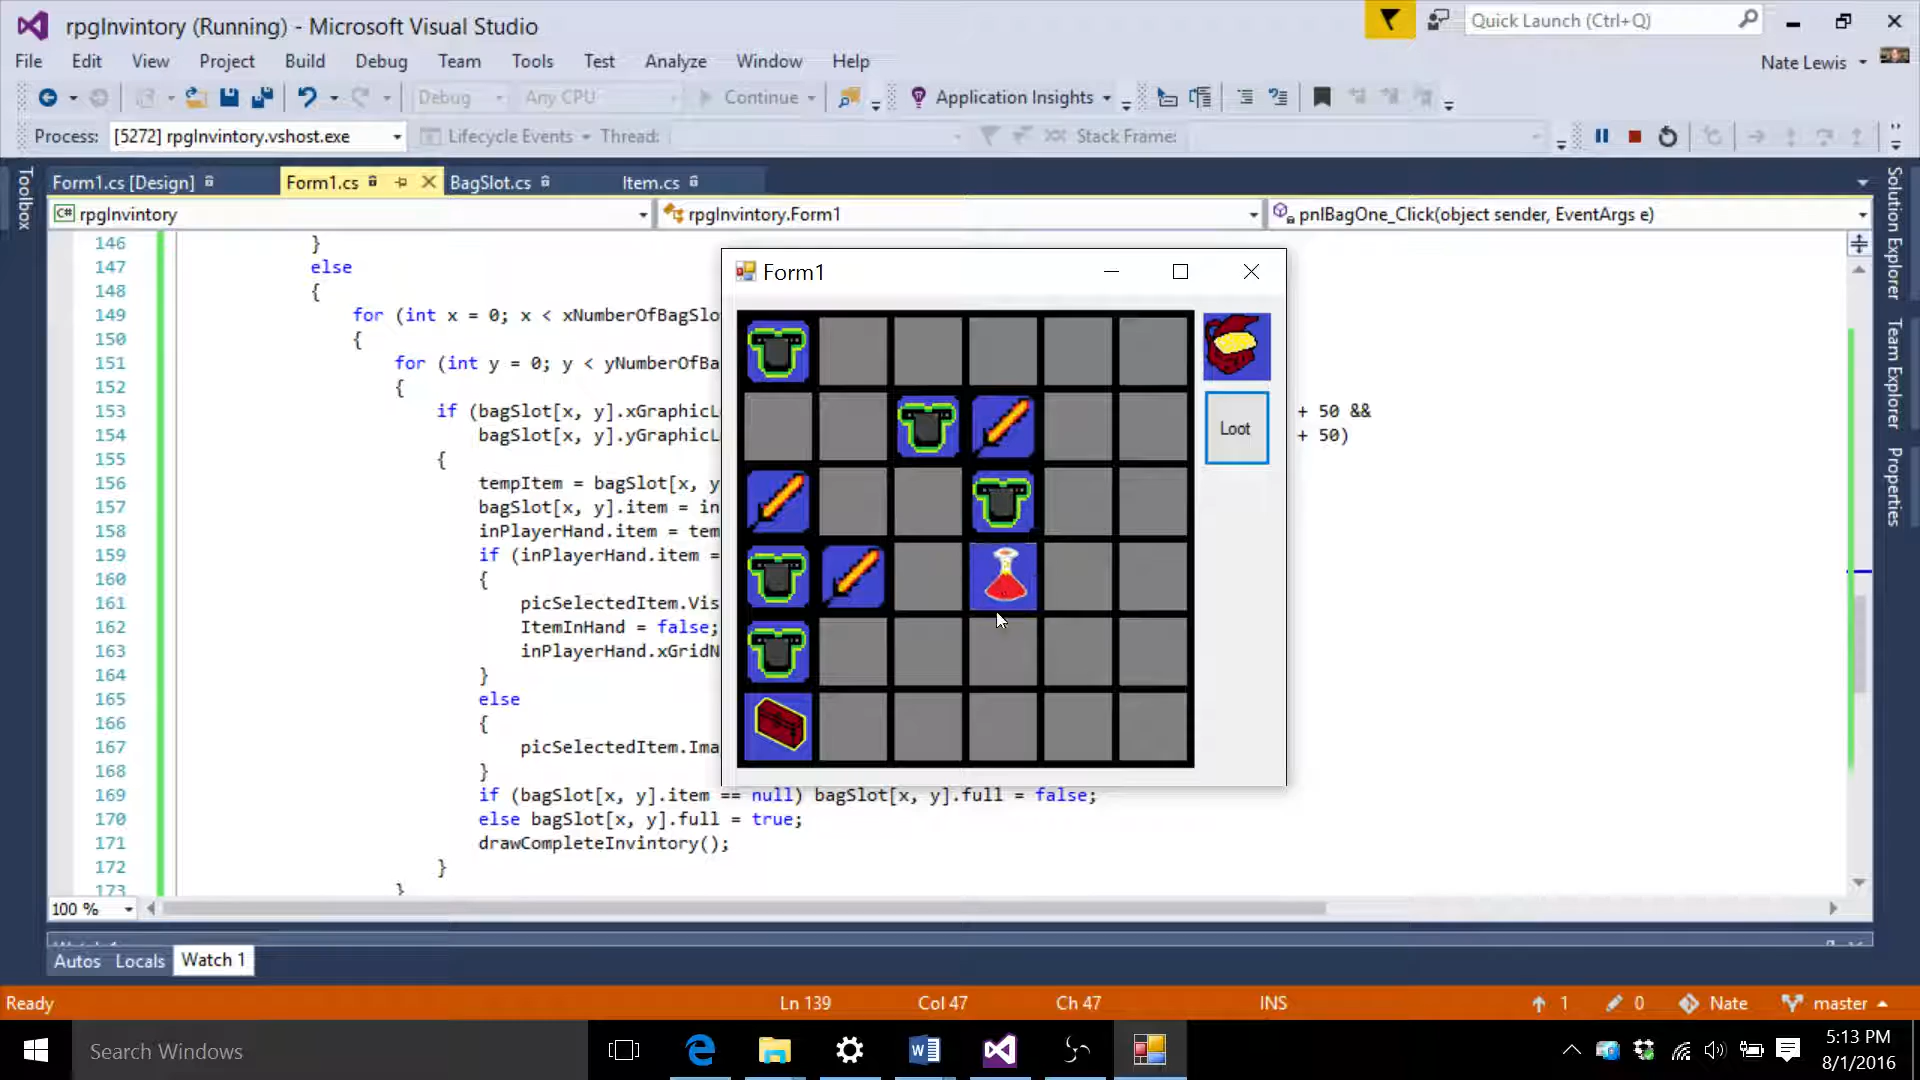 rpgInvintory (Running) - Microsoft Visual Studio
Quick Launch (Ctrl+Q)
File Edit View Project Build Debug Team Tools Test Analyze Window Help
Nate Lewis
Debug Any CPU Continue Application Insights
Process: [5272] rpgInvintory.vshost.exe Lifecycle Events Thread: Stack Frame:
Toolbox
Form1.cs [Design] Form1.cs BagSlot.cs Item.cs
rpgInvintory rpgInvintory.Form1 pnlBagOne_Click(object sender, EventArgs e)
Solution Explorer
Team Explorer
Properties
146 }
147 else
148 {
149 for (int x = 0; x < xNumberOfBagSlo
150 {
151 for (int y = 0; y < yNumberOfBa
152 {
153 if (bagSlot[x, y].xGraphicL + 50 &&
154 bagSlot[x, y].yGraphicL + 50)
155 {
156 tempItem = bagSlot[x, y
157 bagSlot[x, y].item = in
158 inPlayerHand.item = tem
159 if (inPlayerHand.item =
160 {
161 picSelectedItem.Vis
162 ItemInHand = false;
163 inPlayerHand.xGridN
164 }
165 else
166 {
167 picSelectedItem.Ima
168 }
169 if (bagSlot[x, y].item == null) bagSlot[x, y].full = false;
170 else bagSlot[x, y].full = true;
171 drawCompleteInvintory();
172 }
173 }
Form1
Loot
100 %
Autos Locals Watch 1
Ready Ln 139 Col 47 Ch 47 INS 1 0 Nate master
Search Windows
5:13 PM
8/1/2016